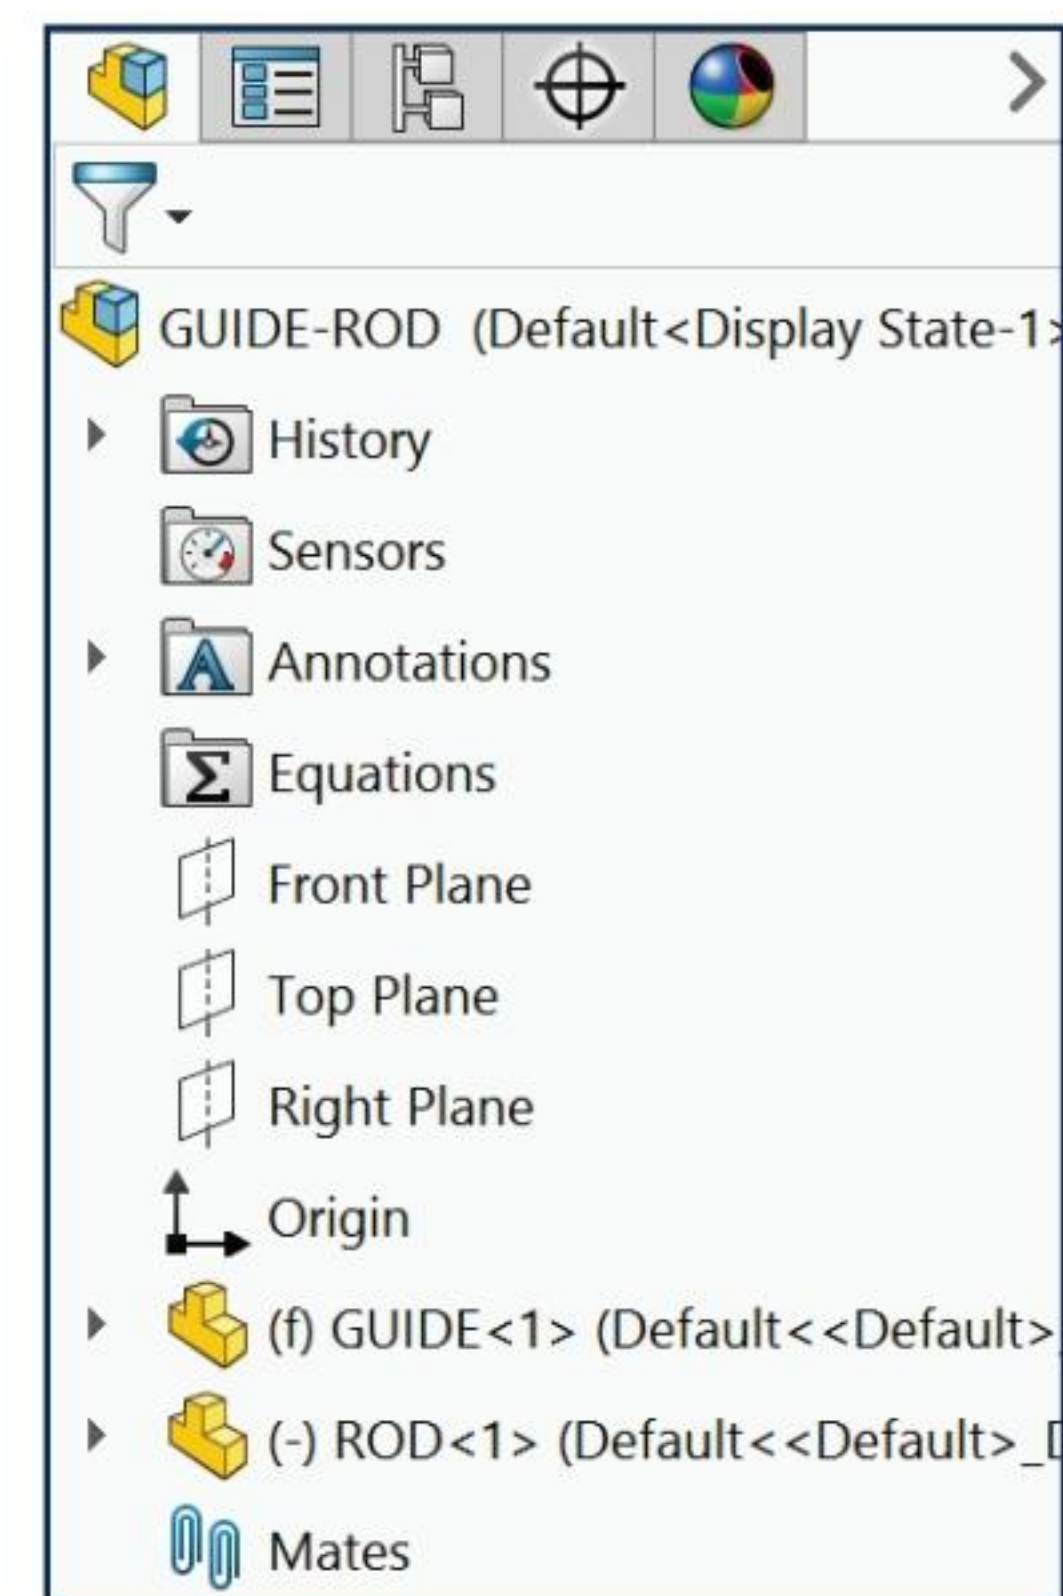 GUIDE-ROD (Default<Display State-1>
History
Sensors
Annotations
Equations
Front Plane
Top Plane
Right Plane
Origin
(f) GUIDE<1> (Default<<Default>_
(-) ROD<1> (Default<<Default>_D
Mates